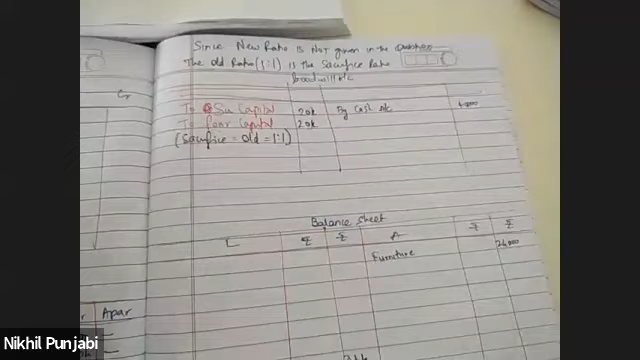 Since New Ratio is Not given in the Question
The Old Ratio (1:1) is the Sacrifice Ratio
Goodwill A/c
Cr
To Su Capital 20k By Cash A/c
To Capital 20k
(Sacrifice = Old = 1:1)
Balance Sheet
L ₹ ₹ A ₹ ₹
Furniture
Apar
Nikhil Punjabi